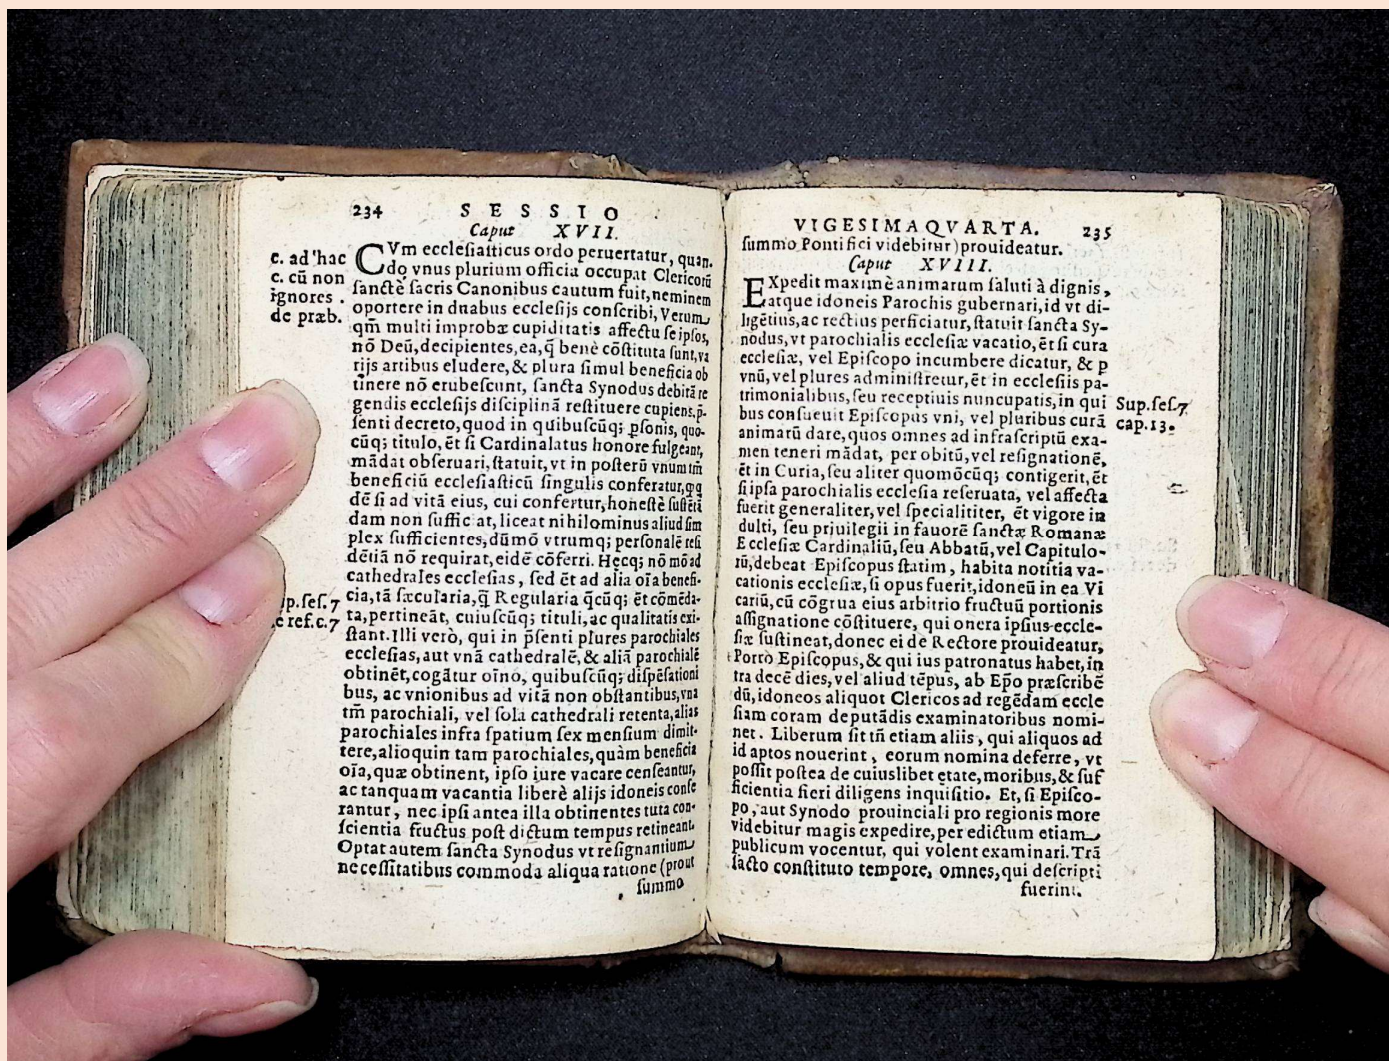 234 SESSIO
Caput XVII.
e. ad'hac
c. cū non
ignores .
de præb.
CVm ecclesiasticus ordo peruertatur, quan.
do vnus plurium officia occupat Clericorū
sanctè sacris Canonibus cautum fuit, neminem
oportere in duabus ecclesijs conscribi, Verum
qm̄ multi improbæ cupiditatis affectu se ipsos,
nō Deū, decipientes, ea, q̄ benè cōstituta sunt, va
rijs artibus eludere, & plura simul beneficia ob
tinere nō erubescunt, sancta Synodus debitā re
gendis ecclesijs disciplinā restituere cupiens, p̄-
senti decreto, quod in quibuscūq; ꝑsonis, quo-
cūq; titulo, ēt si Cardinalatus honore fulgeant,
mādat obseruari, statuit, vt in posterū vnum tm̄
beneficiū ecclesiasticū singulis conferatur, qđ q
dē si ad vitā eius, cui confertur, honestè sustētā
dam non suffic at, liceat nihilominus aliud sim
plex sufficientes, dūmō vtrumq; personalē resi
dētiā nō requirat, eidē cōferri. Hęcq; nō mō ad
cathedrales ecclesias, sed ēt ad alia oīa benefi-
cia, tā sæcularia, q̄ Regularia q̄cūq; ēt cōmēda-
ta, pertineāt, cuiuscūq; tituli, ac qualitatis exi-
stant. Illi verò, qui in p̄senti plures parochiales
ecclesias, aut vnā cathedralē, & aliā parochialē
obtinēt, cogātur oīno, quibuscūq; dispēsationi
bus, ac vnionibus ad vitā non obstantibus, vna
tm̄ parochiali, vel sola cathedrali retenta, alias
parochiales infra spatium sex mensium dimit-
tere, alioquin tam parochiales, quàm beneficia
oīa, quæ obtinent, ipso iure vacare censeantur,
ac tanquam vacantia liberè alijs idoneis confe
rantur, nec ipsi antea illa obtinentes tuta con-
scientia fructus post dictum tempus retineant.
Optat autem sancta Synodus vt resignantium
necessitatibus commoda aliqua ratione (prout
summo
p. ses. 7
ref. c. 7
VIGESIMAQVARTA. 235
summo Pontifici videbitur) prouideatur.
Caput XVIII.
EXpedit maximè animarum saluti à dignis,
atque idoneis Parochis gubernari, id vt di-
ligētius, ac rectius perficiatur, statuit sancta Sy-
nodus, vt parochialis ecclesiæ vacatio, ēt si cura
ecclesiæ, vel Episcopo incumbere dicatur, & p
vnū, vel plures administretur, ēt in ecclesiis pa-
trimonialibus, seu receptiuis nuncupatis, in qui
bus consueuit Episcopus vni, vel pluribus curā
animarū dare, quos omnes ad infrascriptū exa-
men teneri mādat, per obitū, vel resignationē,
ēt in Curia, seu aliter quomōcūq; contigerit, ēt
si ipsa parochialis ecclesia reseruata, vel affecta
fuerit generaliter, vel specialititer, ēt vigore in
dulti, seu priuilegii in fauorē sanctæ Romanæ
Ecclesiæ Cardinaliū, seu Abbatū, vel Capitulo-
rū, debeat Episcopus statim, habita notitia va-
cationis ecclesiæ, si opus fuerit, idoneū in ea Vi
cariū, cū cōgrua eius arbitrio fructuū portionis
assignatione cōstituere, qui onera ipsius eccle-
siæ sustineat, donec ei de Rectore prouideatur,
Porrò Episcopus, & qui ius patronatus habet, in
tra decē dies, vel aliud tēpus, ab Ep̄o præscribē
dū, idoneos aliquot Clericos ad regēdam eccle
siam coram deputādis examinatoribus nomi-
net. Liberum sit tn̄ etiam aliis, qui aliquos ad
id aptos nouerint, eorum nomina deferre, vt
possit postea de cuiuslibet ętate, moribus, & suf
ficientia fieri diligens inquisitio. Et, si Episco-
po, aut Synodo prouinciali pro regionis more
videbitur magis expedire, per edictum etiam
publicum vocentur, qui volent examinari. Trā
sacto constituto tempore, omnes, qui descripti
fuerint.
Sup. ses. 7
cap. 13.